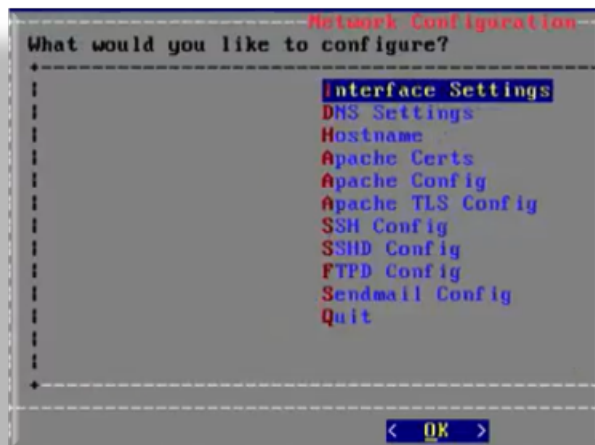 Network Configuration
What would you like to configure?
Interface Settings
DNS Settings
Hostname
Apache Certs
Apache Config
Apache TLS Config
SSH Config
SSHD Config
FTPD Config
Sendmail Config
Quit
< OK >